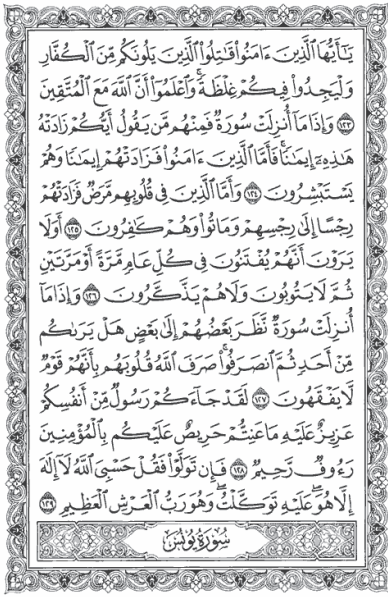 يَٰٓأَيُّهَا ٱلَّذِينَ ءَامَنُوا۟ قَٰتِلُوا۟ ٱلَّذِينَ يَلُونَكُم مِّنَ ٱلْكُفَّارِ
وَلْيَجِدُوا۟ فِيكُمْ غِلْظَةً ۚ وَٱعْلَمُوٓا۟ أَنَّ ٱللَّهَ مَعَ ٱلْمُتَّقِينَ
١٢٣ وَإِذَا مَآ أُنزِلَتْ سُورَةٌ فَمِنْهُم مَّن يَقُولُ أَيُّكُمْ زَادَتْهُ
هَٰذِهِۦٓ إِيمَٰنًا ۚ فَأَمَّا ٱلَّذِينَ ءَامَنُوا۟ فَزَادَتْهُمْ إِيمَٰنًا وَهُمْ
يَسْتَبْشِرُونَ ١٢٤ وَأَمَّا ٱلَّذِينَ فِى قُلُوبِهِم مَّرَضٌ فَزَادَتْهُمْ
رِجْسًا إِلَىٰ رِجْسِهِمْ وَمَاتُوا۟ وَهُمْ كَٰفِرُونَ ١٢٥ أَوَلَا
يَرَوْنَ أَنَّهُمْ يُفْتَنُونَ فِى كُلِّ عَامٍ مَّرَّةً أَوْ مَرَّتَيْنِ
ثُمَّ لَا يَتُوبُونَ وَلَا هُمْ يَذَّكَّرُونَ ١٢٦ وَإِذَا مَآ
أُنزِلَتْ سُورَةٌ نَّظَرَ بَعْضُهُمْ إِلَىٰ بَعْضٍ هَلْ يَرَىٰكُم
مِّنْ أَحَدٍ ثُمَّ ٱنصَرَفُوا۟ ۚ صَرَفَ ٱللَّهُ قُلُوبَهُم بِأَنَّهُمْ قَوْمٌ
لَّا يَفْقَهُونَ ١٢٧ لَقَدْ جَآءَكُمْ رَسُولٌ مِّنْ أَنفُسِكُمْ
عَزِيزٌ عَلَيْهِ مَا عَنِتُّمْ حَرِيصٌ عَلَيْكُم بِٱلْمُؤْمِنِينَ
رَءُوفٌ رَّحِيمٌ ١٢٨ فَإِن تَوَلَّوْا۟ فَقُلْ حَسْبِىَ ٱللَّهُ لَآ إِلَٰهَ
إِلَّا هُوَ ۖ عَلَيْهِ تَوَكَّلْتُ ۖ وَهُوَ رَبُّ ٱلْعَرْشِ ٱلْعَظِيمِ ١٢٩
سُورَةُ يُونُسَ